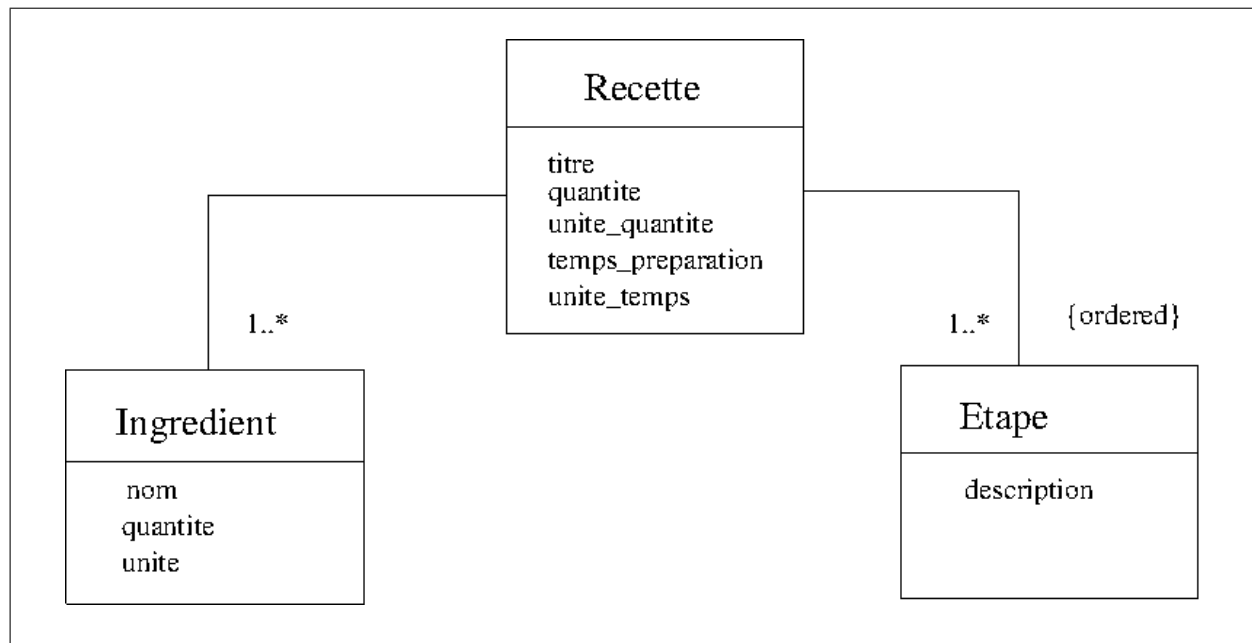 Recette
titre
quantite
unite_quantite
temps_preparation
unite_temps
1..*
1..*
{ordered}
Ingredient
nom
quantite
unite
Etape
description